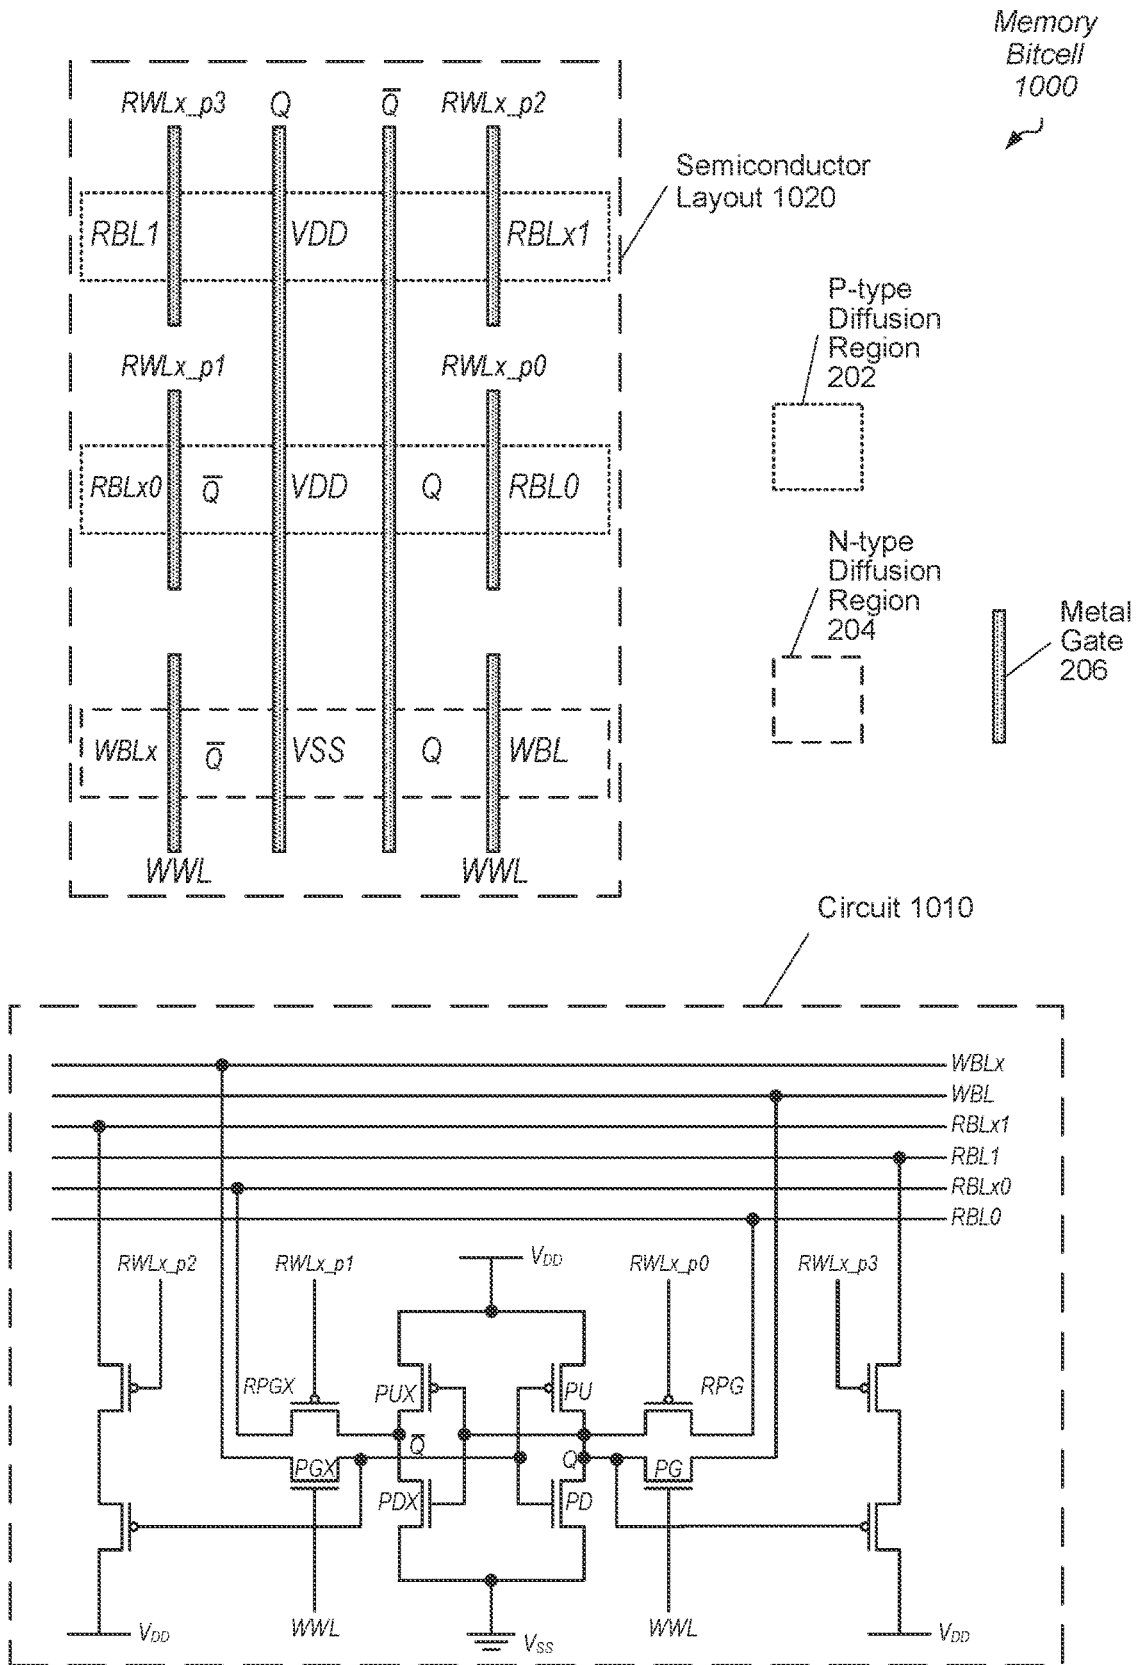 Memory
Bitcell
1000
RWLx_p3 Q Q̅ RWLx_p2
Semiconductor
Layout 1020
RBL1 VDD RBLx1
P-type
Diffusion
Region
202
RWLx_p1 RWLx_p0
RBLx0 Q̅ VDD Q RBL0
N-type
Diffusion
Region
204
Metal
Gate
206
WBLx Q̅ VSS Q WBL
WWL WWL
Circuit 1010
WBLx
WBL
RBLx1
RBL1
RBLx0
RBL0
RWLx_p2 RWLx_p1 VDD RWLx_p0 RWLx_p3
RPGX PUX PU RPG
Q̅ Q
PGX PG
PDX PD
VDD WWL VSS WWL VDD